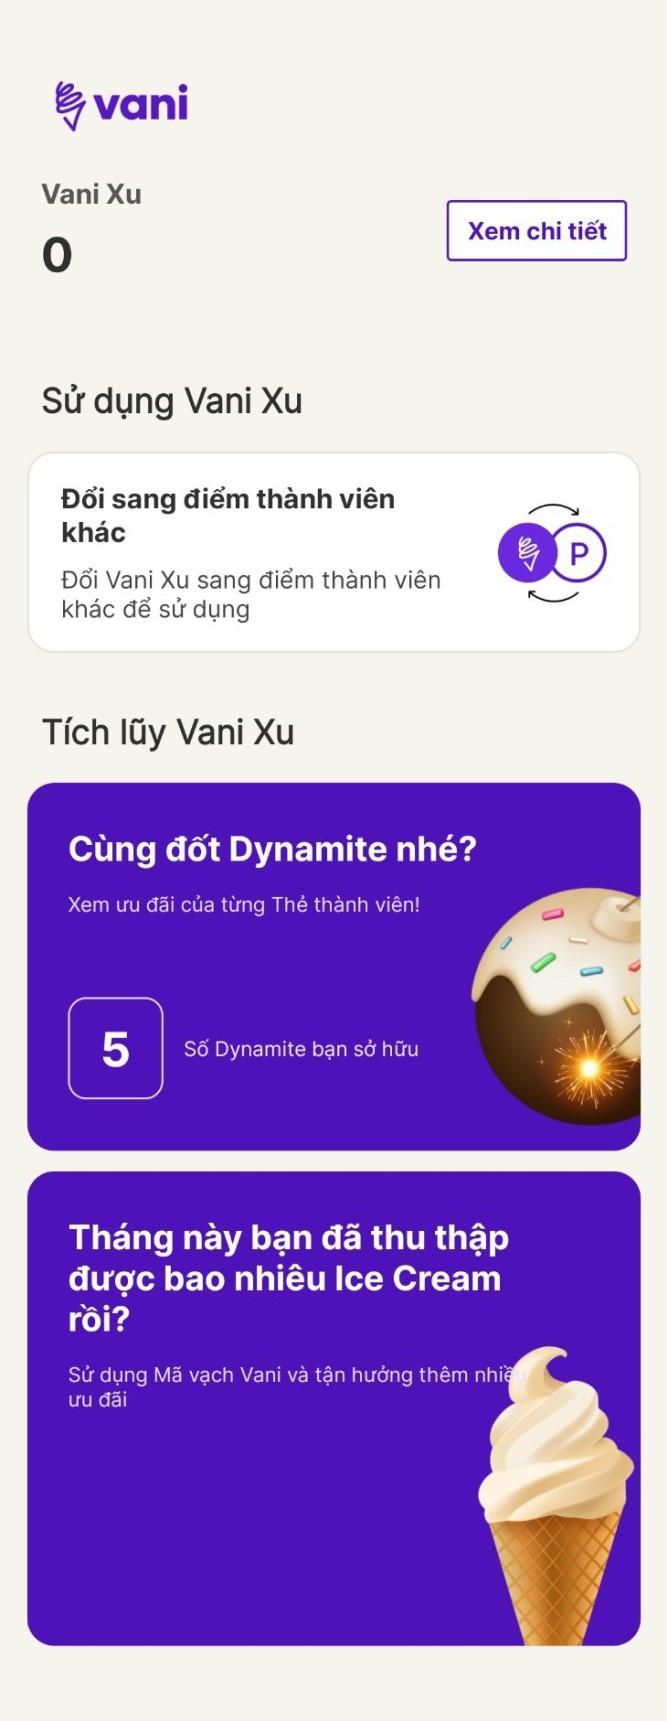 vani
Vani Xu
0
Xem chi tiết
Sử dụng Vani Xu
Đổi sang điểm thành viên
khác
Đổi Vani Xu sang điểm thành viên
khác để sử dụng
P
Tích lũy Vani Xu
Cùng đốt Dynamite nhé?
Xem ưu đãi của từng Thẻ thành viên!
5
Số Dynamite bạn sở hữu
Tháng này bạn đã thu thập
được bao nhiêu Ice Cream
rồi?
Sử dụng Mã vạch Vani và tận hưởng thêm nhiều
ưu đãi